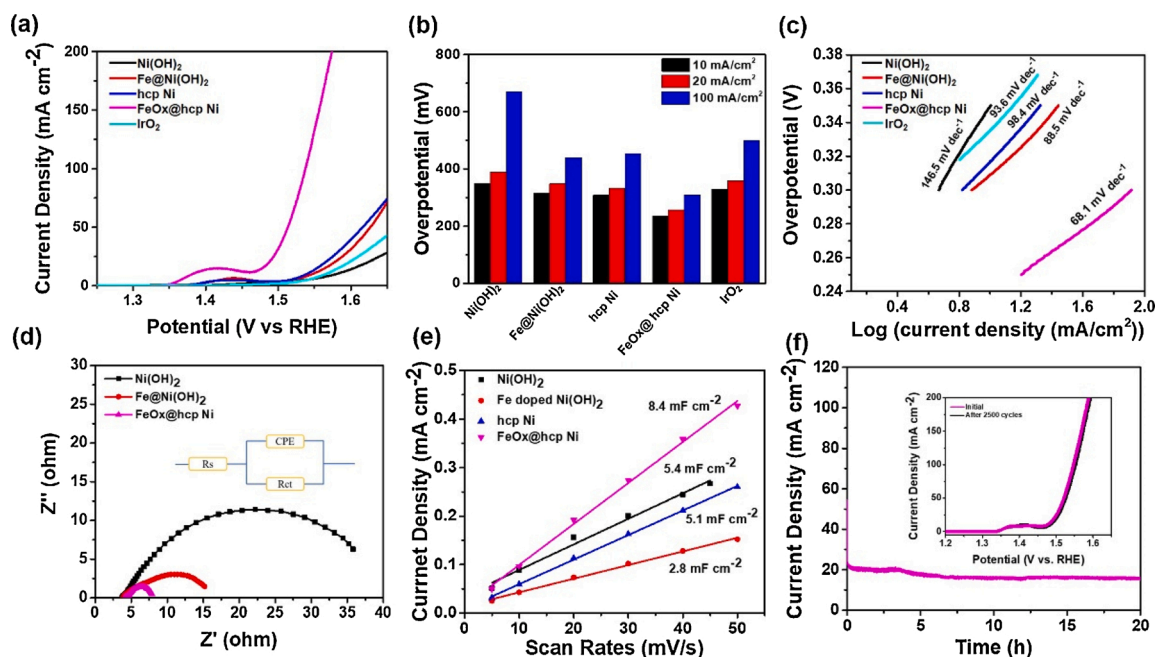 (a)
200
150
100
50
0
1.3
1.4
1.5
1.6
Current Density (mA cm-2)
Potential (V vs RHE)
Ni(OH)2
Fe@Ni(OH)2
hcp Ni
FeOx@hcp Ni
IrO2
(b)
800
600
400
200
0
Overpotential (mV)
10 mA/cm2
20 mA/cm2
100 mA/cm2
Ni(OH)2
Fe@Ni(OH)2
hcp Ni
FeOx@ hcp Ni
IrO2
(c)
0.38
0.36
0.34
0.32
0.30
0.28
0.26
0.24
0.4
0.8
1.2
1.6
2.0
Overpotential (V)
Log (current density (mA/cm2))
Ni(OH)2
Fe@Ni(OH)2
hcp Ni
FeOx@hcp Ni
IrO2
146.5 mV dec-1
93.6 mV dec-1
98.4 mV dec-1
88.5 mV dec-1
68.1 mV dec-1
(d)
30
25
20
15
10
5
0
0
5
10
15
20
25
30
35
40
Z'' (ohm)
Z' (ohm)
Ni(OH)2
Fe@Ni(OH)2
FeOx@hcp Ni
Rs
CPE
Rct
(e)
0.5
0.4
0.3
0.2
0.1
0.0
10
20
30
40
50
Currnet Density (mA cm-2)
Scan Rates (mV/s)
Ni(OH)2
Fe doped Ni(OH)2
hcp Ni
FeOx@hcp Ni
8.4 mF cm-2
5.4 mF cm-2
5.1 mF cm-2
2.8 mF cm-2
(f)
120
100
80
60
40
20
0
0
5
10
15
20
Current Density (mA cm-2)
Time (h)
Initial
After 2500 cycles
200
150
100
50
0
1.2
1.3
1.4
1.5
1.6
Current Density (mA cm-2)
Potential (V vs. RHE)